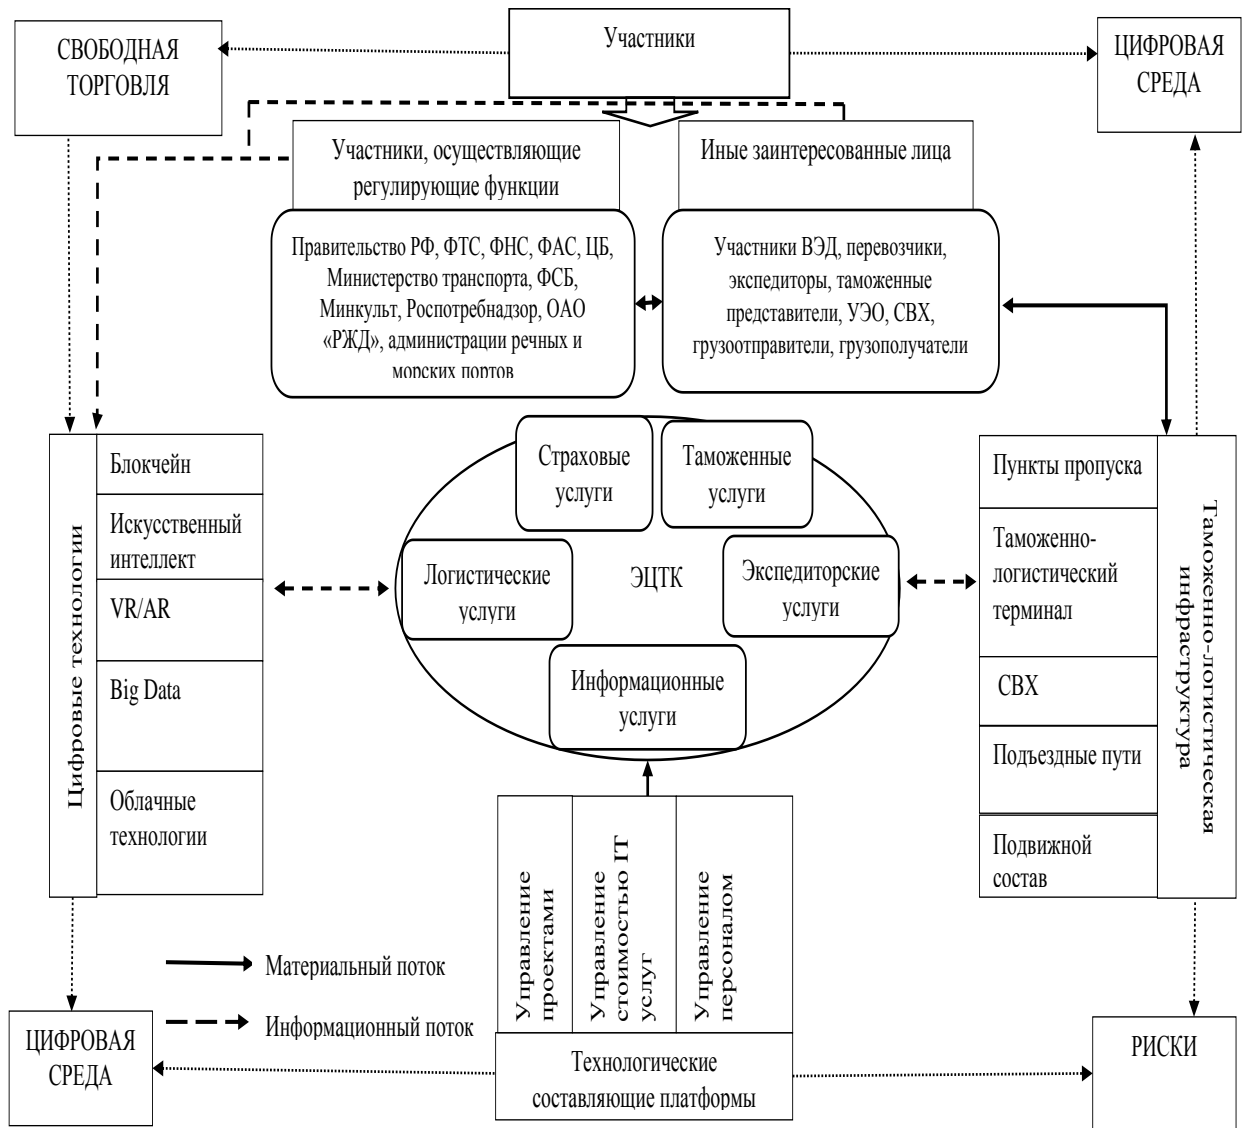 СВОБОДНАЯ
ТОРГОВЛЯ
Участники
ЦИФРОВАЯ
СРЕДА
Участники, осуществляющие
регулирующие функции
Иные заинтересованные лица
Правительство РФ, ФТС, ФНС, ФАС, ЦБ,
Министерство транспорта, ФСБ,
Минкульт, Роспотребнадзор, ОАО
«РЖД», администрации речных и
морских портов
Участники ВЭД, перевозчики,
экспедиторы, таможенные
представители, УЭО, СВХ,
грузоотправители, грузополучатели
Цифровые технологии
Блокчейн
Искусственный
интеллект
VR/AR
Big Data
Облачные
технологии
Страховые
услуги
Таможенные
услуги
Логистические
услуги
ЭЦТК
Экспедиторские
услуги
Информационные
услуги
Пункты пропуска
Таможенно-
логистический
терминал
СВХ
Подъездные пути
Подвижной
состав
Таможенно-логистическая
инфраструктура
Управление
проектами
Управление
стоимостью IT
услуг
Управление
персоналом
Технологические
составляющие платформы
Материальный поток
Информационный поток
ЦИФРОВАЯ
СРЕДА
РИСКИ